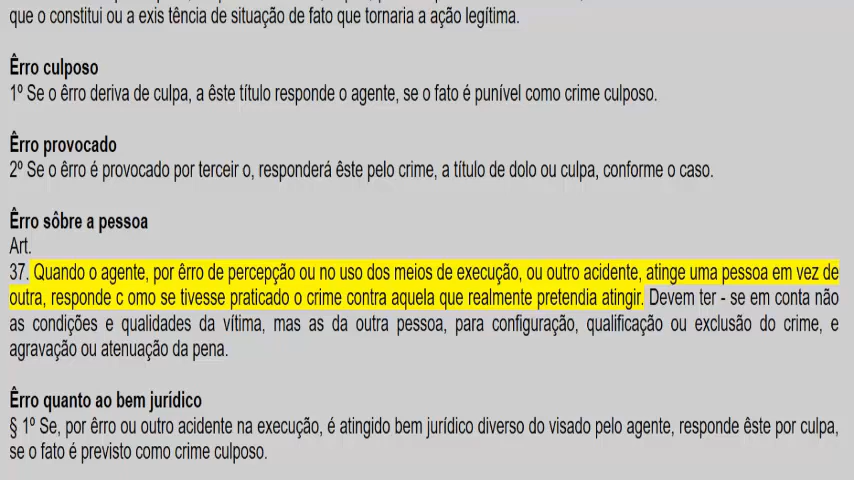 que o constitui ou a exis tência de situação de fato que tornaria a ação legítima.
Êrro culposo
1º Se o êrro deriva de culpa, a êste título responde o agente, se o fato é punível como crime culposo.
Êrro provocado
2º Se o êrro é provocado por terceir o, responderá êste pelo crime, a título de dolo ou culpa, conforme o caso.
Êrro sôbre a pessoa
Art.
37. Quando o agente, por êrro de percepção ou no uso dos meios de execução, ou outro acidente, atinge uma pessoa em vez de
outra, responde c omo se tivesse praticado o crime contra aquela que realmente pretendia atingir. Devem ter - se em conta não
as condições e qualidades da vítima, mas as da outra pessoa, para configuração, qualificação ou exclusão do crime, e
agravação ou atenuação da pena.
Êrro quanto ao bem jurídico
§ 1º Se, por êrro ou outro acidente na execução, é atingido bem jurídico diverso do visado pelo agente, responde êste por culpa,
se o fato é previsto como crime culposo.